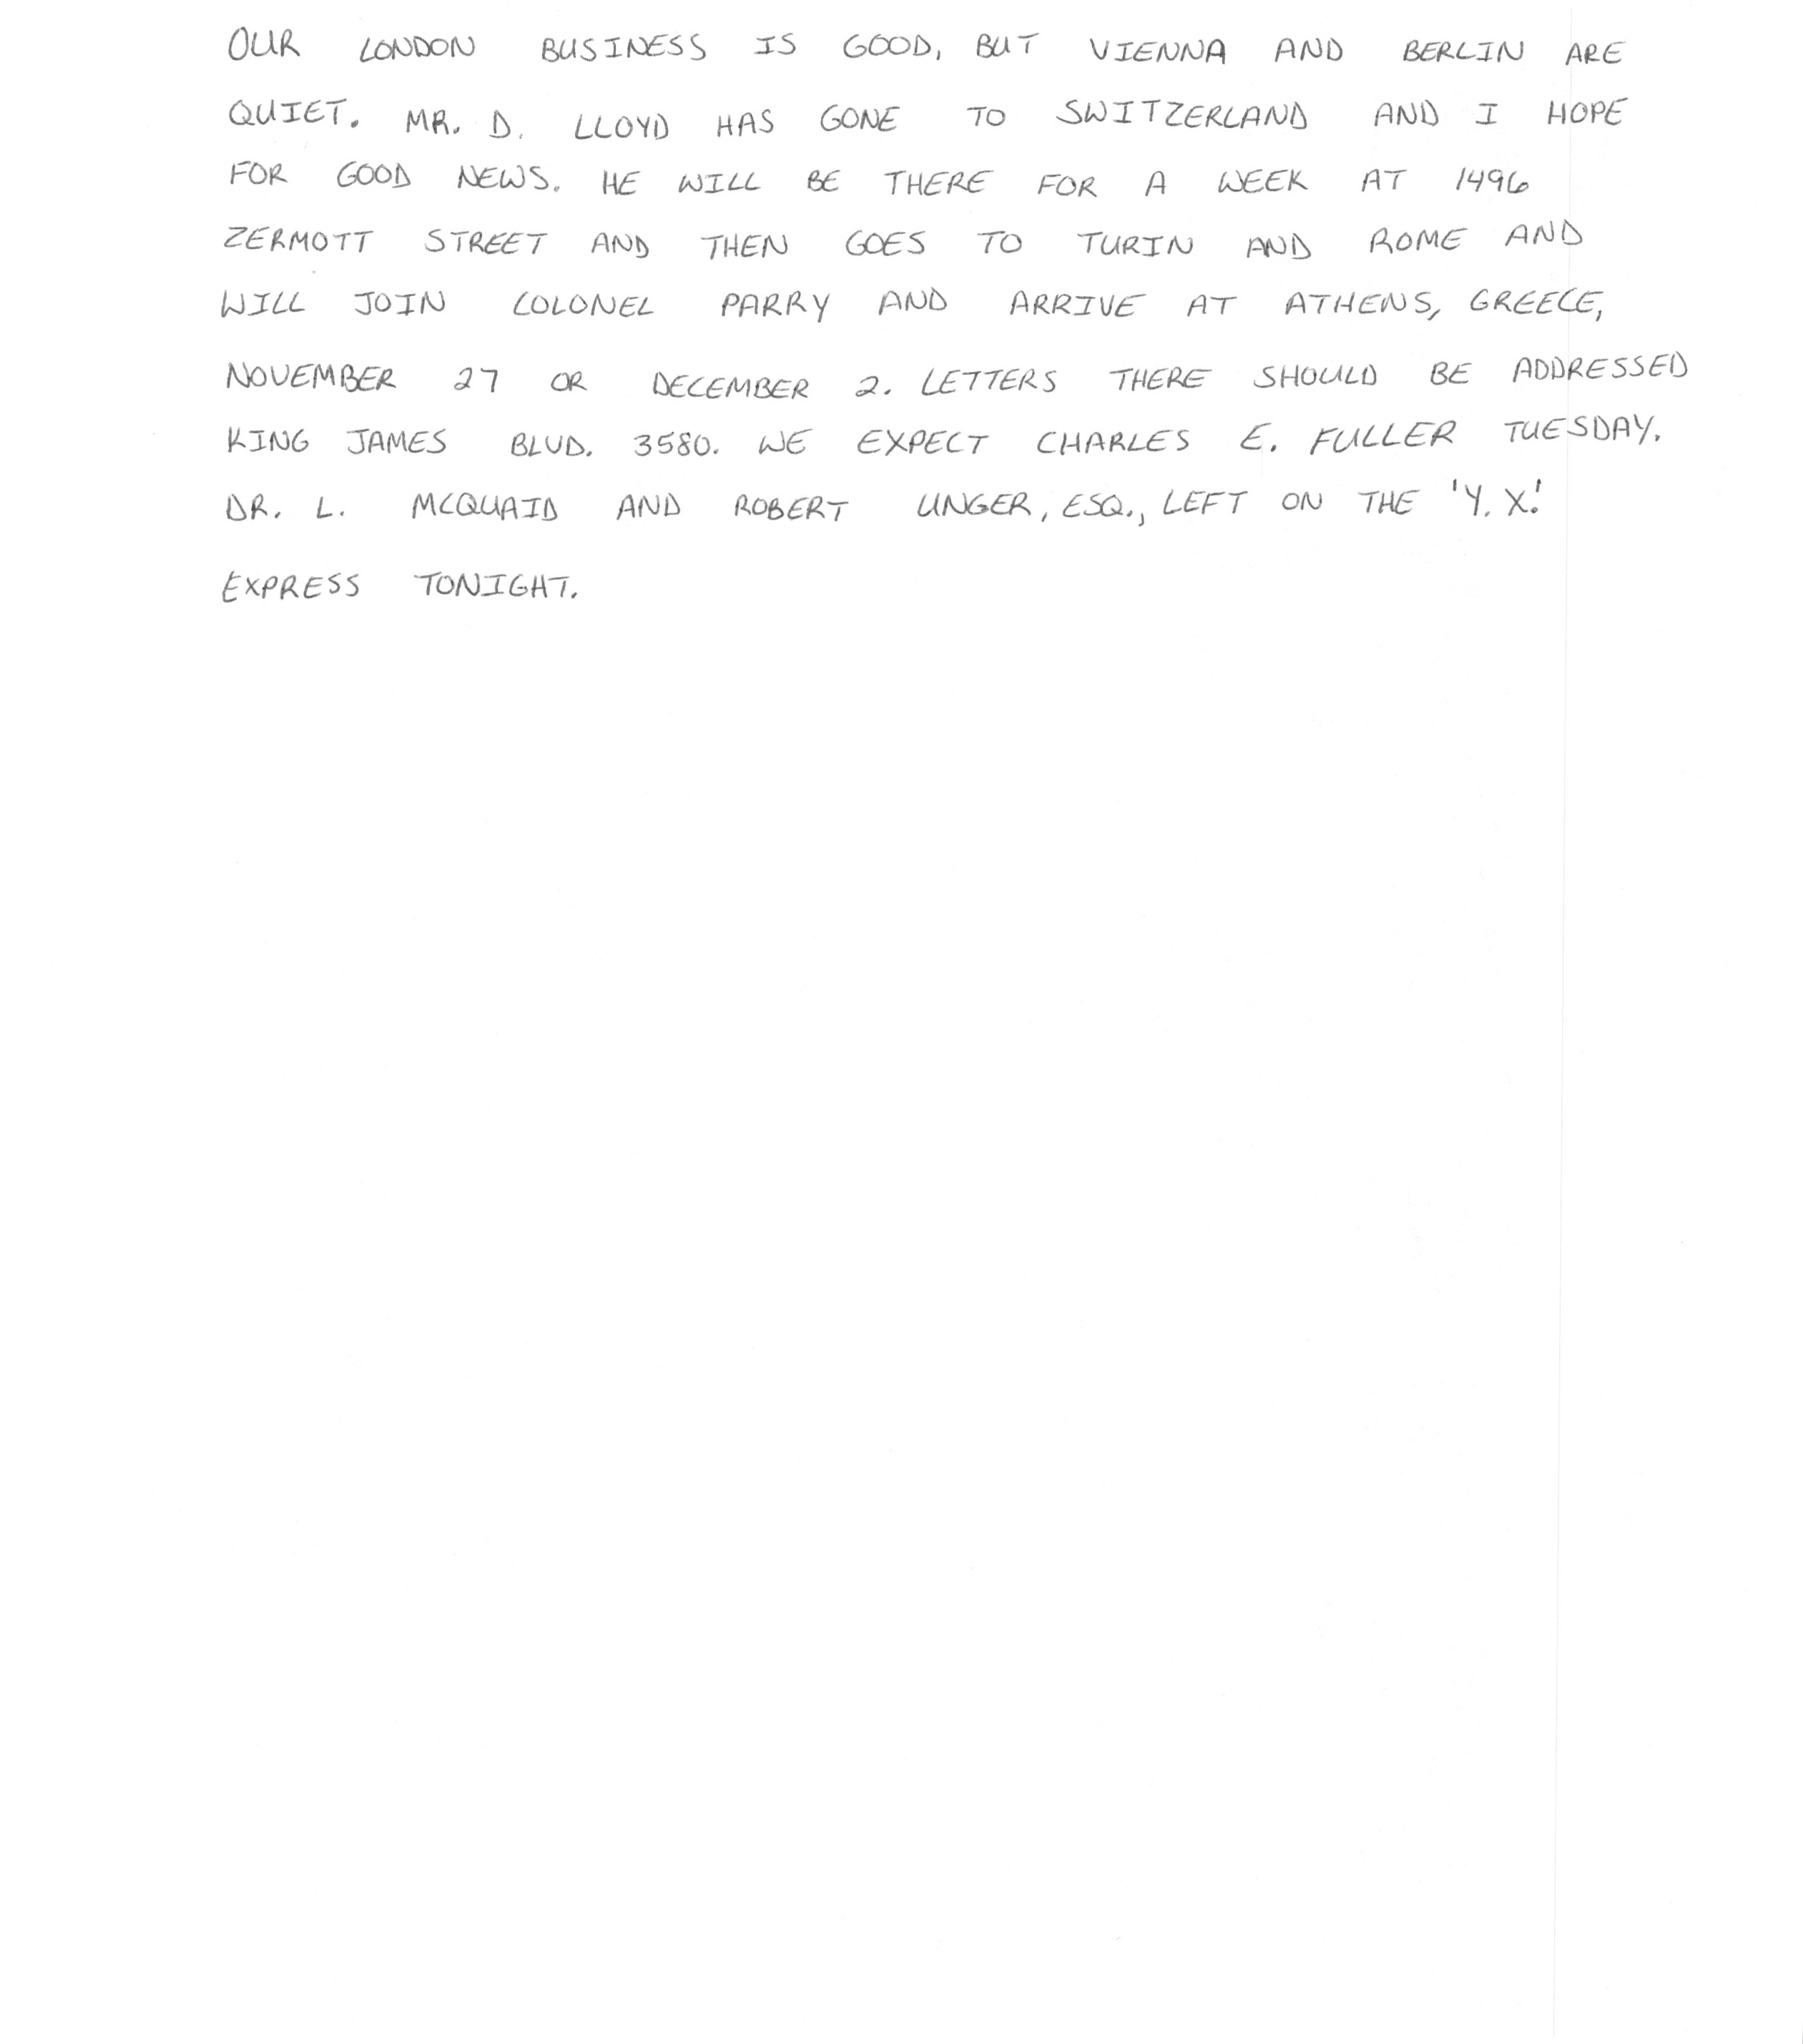 OUR LONDON BUSINESS IS GOOD, BUT VIENNA AND BERLIN ARE
QUIET. MR. D. LLOYD HAS GONE TO SWITZERLAND AND I HOPE
FOR GOOD NEWS. HE WILL BE THERE FOR A WEEK AT 1496
ZERMOTT STREET AND THEN GOES TO TURIN AND ROME AND
WILL JOIN COLONEL PARRY AND ARRIVE AT ATHENS, GREECE,
NOVEMBER 27 OR DECEMBER 2. LETTERS THERE SHOULD BE ADDRESSED
KING JAMES BLVD. 3580. WE EXPECT CHARLES E. FULLER TUESDAY.
DR. L. MCQUAID AND ROBERT UNGER, ESQ., LEFT ON THE 'Y. X.'
EXPRESS TONIGHT.